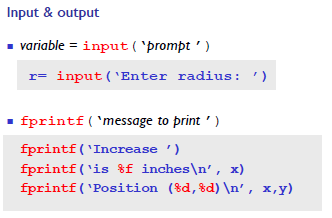 Input & output
▪ variable = input(‘prompt ’)
r= input(‘Enter radius: ’)
▪ fprintf(‘message to print ’)
fprintf(‘Increase ’)
fprintf(‘is %f inches\n’, x)
fprintf(‘Position (%d,%d)\n’, x,y)